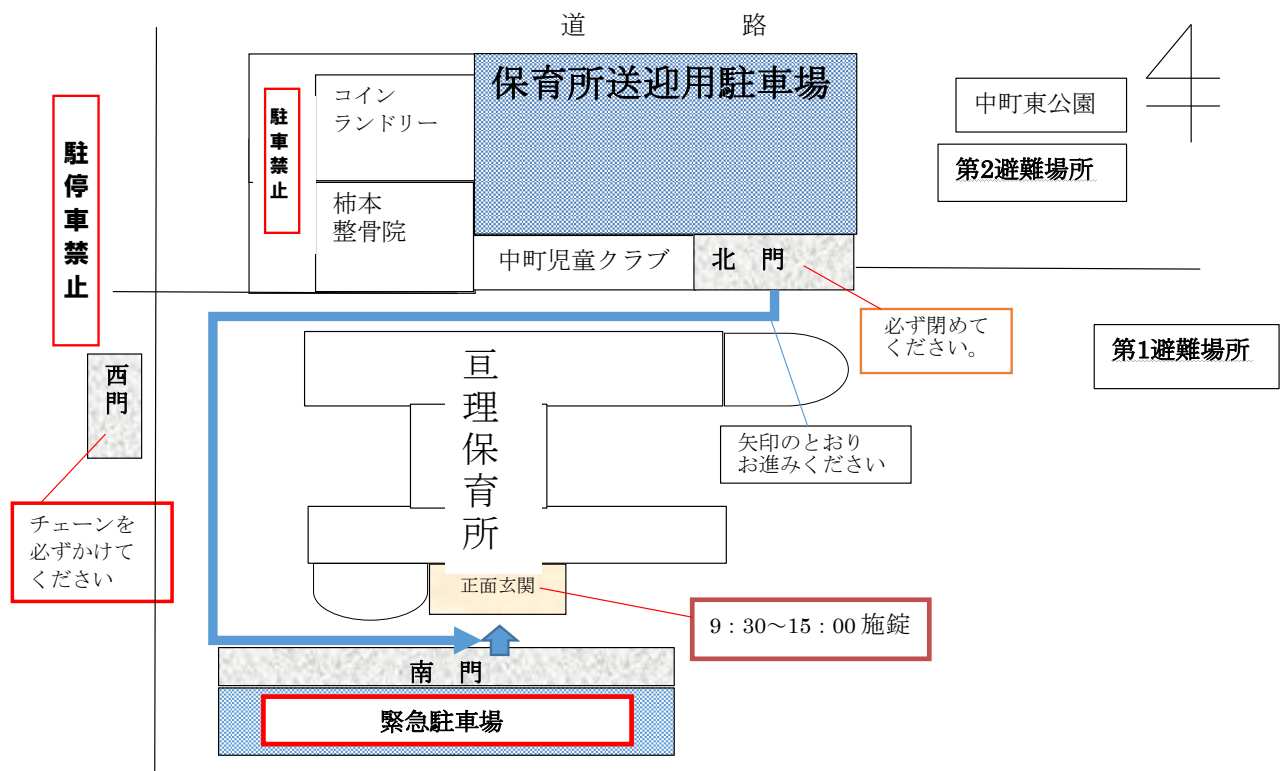 道　路
保育所送迎用駐車場
コイン
ランドリー
駐車禁止
駐停車禁止
中町東公園
第2避難場所
柿本
整骨院
中町児童クラブ
北　門
必ず閉めて
ください。
第1避難場所
西門
亘理保育所
矢印のとおり
お進みください
チェーンを
必ずかけて
ください
正面玄関
9：30～15：00 施錠
南　門
緊急駐車場